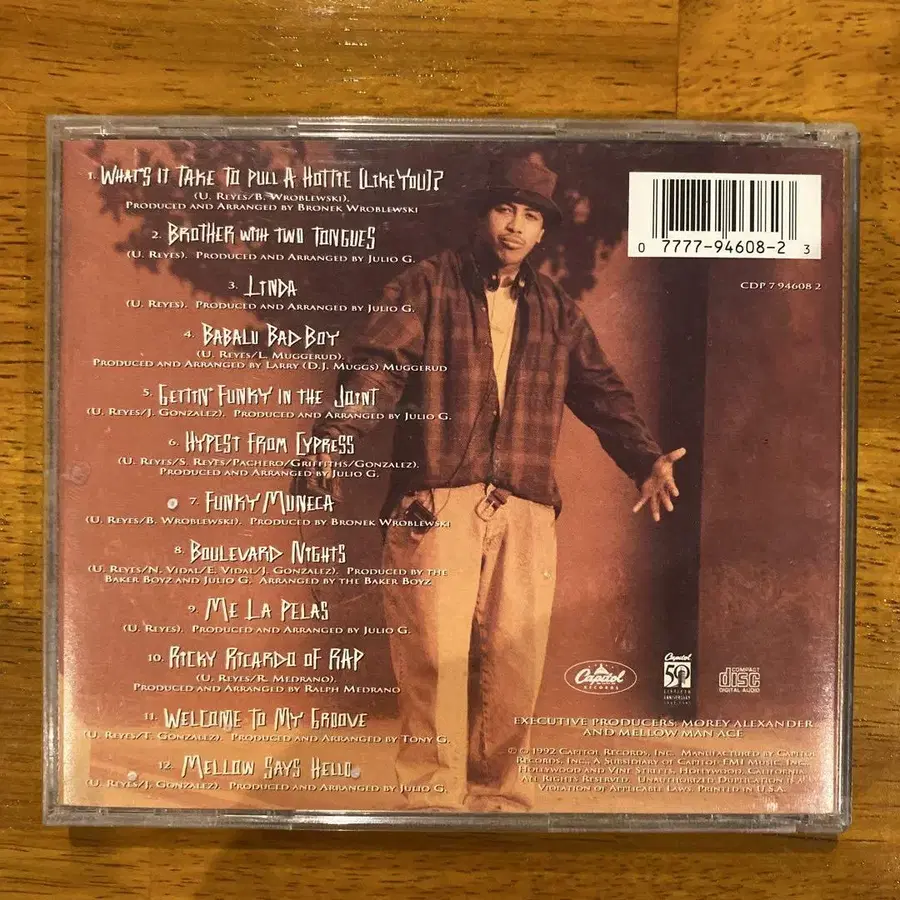 1. What's It Take To Pull A Hottie (Like You)?
(U. Reyes/B. Wroblewski).
Produced and Arranged by Bronek Wroblewski
2. Brother with Two Tongues
(U. Reyes). Produced and Arranged by Julio G.
3. Linda
(U. Reyes). Produced and Arranged by Julio G.
4. Babalu Bad Boy
(U. Reyes/L. Muggerud).
Produced and Arranged by Larry (D.J. Muggs) Muggerud
5. Gettin' Funky in the Joint
(U. Reyes/J. Gonzalez). Produced and Arranged by Julio G.
6. Hypest from Cypress
(U. Reyes/S. Reyes/Pachero/Griffiths/Gonzalez).
Produced and Arranged by Julio G.
7. Funky Muneca
(U. Reyes/B. Wroblewski). Produced by Bronek Wroblewski
8. Boulevard Nights
(U. Reyes/N. Vidal/E. Vidal/J. Gonzalez). Produced by the
Baker Boyz and Julio G. Arranged by the Baker Boyz
9. Me La Pelas
(U. Reyes). Produced and Arranged by Julio G.
10. Ricky Ricardo of Rap
(U. Reyes/R. Medrano).
Produced and Arranged by Ralph Medrano
11. Welcome to My Groove
(U. Reyes/T. Gonzalez). Produced and Arranged by Tony G.
12. Mellow Says Hello
(U. Reyes/J. Gonzalez). Produced and Arranged by Julio G.
0 7777-94608-2 3
CDP 7 94608 2
Capitol
RECORDS
Capitol
50
FIFTIETH
ANNIVERSARY
COMPACT
disc
DIGITAL AUDIO
Executive Producers: Morey Alexander
and Mellow Man Ace
℗ © 1992 Capitol Records, Inc. Manufactured by Capitol
Records, Inc., A Subsidiary of Capitol-EMI Music, Inc.,
Hollywood and Vine Streets, Hollywood, California.
All Rights Reserved. Unauthorized Duplication is a
Violation of Applicable Laws. Printed in U.S.A.